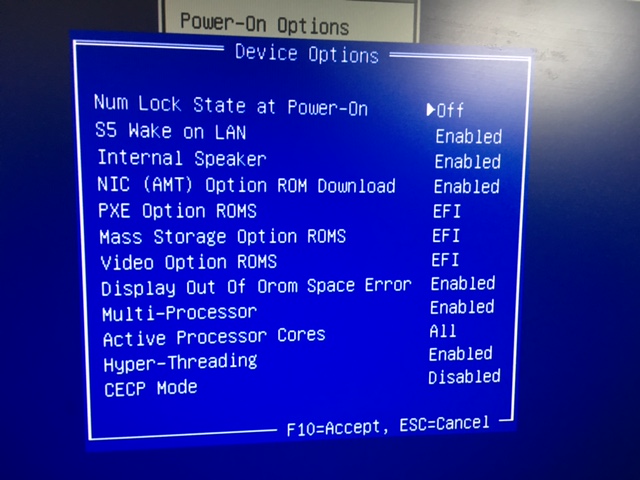 Power-On Options
Device Options
Num Lock State at Power-On ▶Off
S5 Wake on LAN Enabled
Internal Speaker Enabled
NIC (AMT) Option ROM Download Enabled
PXE Option ROMS EFI
Mass Storage Option ROMS EFI
Video Option ROMS EFI
Display Out Of Orom Space Error Enabled
Multi-Processor Enabled
Active Processor Cores All
Hyper-Threading Enabled
CECP Mode Disabled
F10=Accept, ESC=Cancel